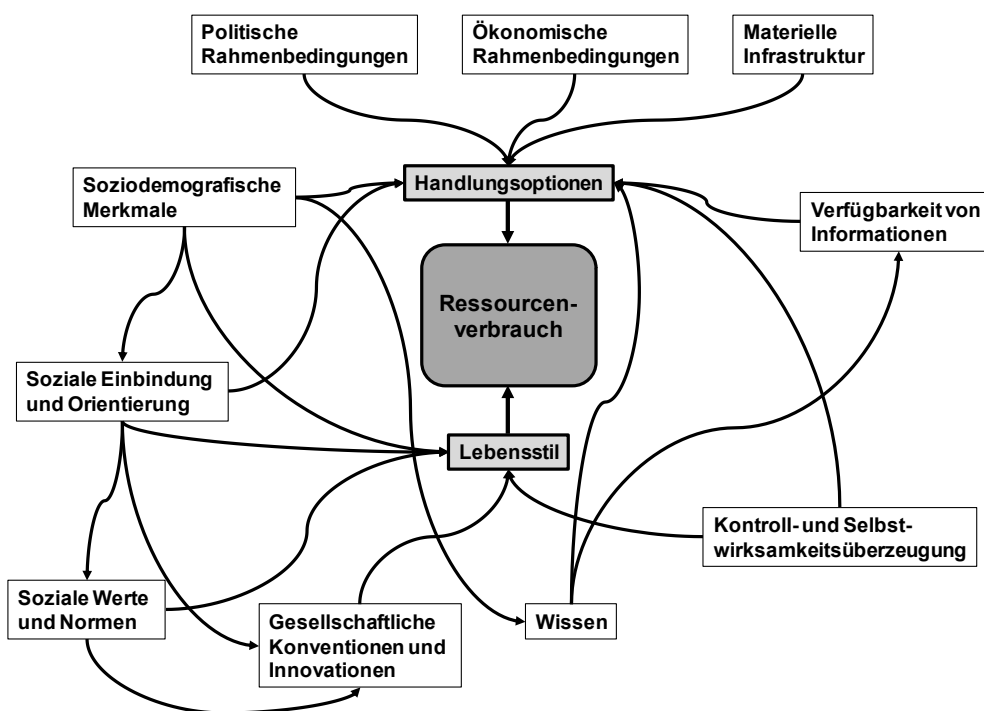 Politische
Rahmenbedingungen
Ökonomische
Rahmenbedingungen
Materielle
Infrastruktur
Handlungsoptionen
Soziodemografische
Merkmale
Verfügbarkeit von
Informationen
Ressourcen-
verbrauch
Soziale Einbindung
und Orientierung
Lebensstil
Kontroll- und Selbst-
wirksamkeitsüberzeugung
Soziale Werte
und Normen
Gesellschaftliche
Konventionen und
Innovationen
Wissen